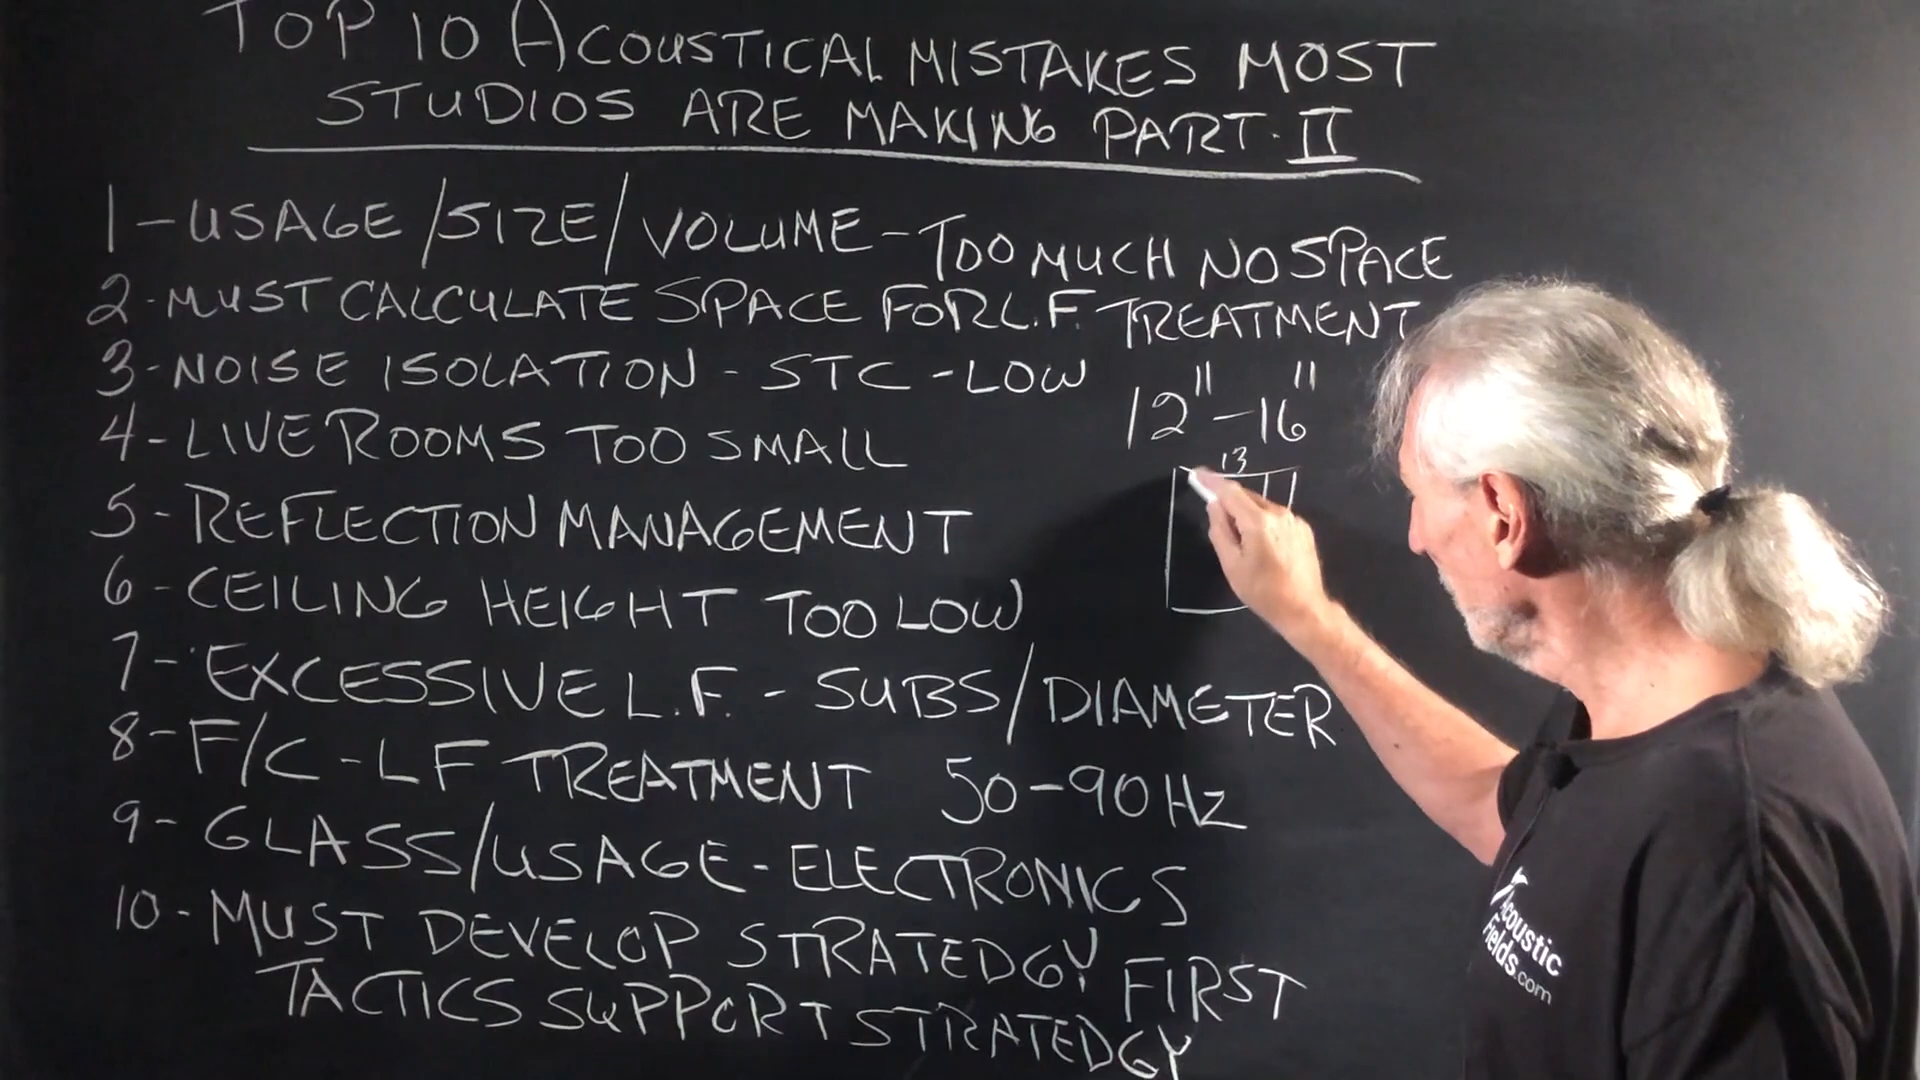 TOP 10 ACOUSTICAL MISTAKES MOST
STUDIOS ARE MAKING PART-II
1-USAGE/SIZE/VOLUME-TOO MUCH NO SPACE
2-MUST CALCULATE SPACE FOR L.F. TREATMENT
3-NOISE ISOLATION-STC-LOW
12"-16"
13
4-LIVE ROOMS TOO SMALL
5-REFLECTION MANAGEMENT
6-CEILING HEIGHT TOO LOW
7-EXCESSIVE L.F.-SUBS/DIAMETER
8-F/C-LF TREATMENT 50-90HZ
9-GLASS/USAGE-ELECTRONICS
10-MUST DEVELOP STRATEDGY FIRST
TACTICS SUPPORT STRATEDGY
Acoustic
Fields.com